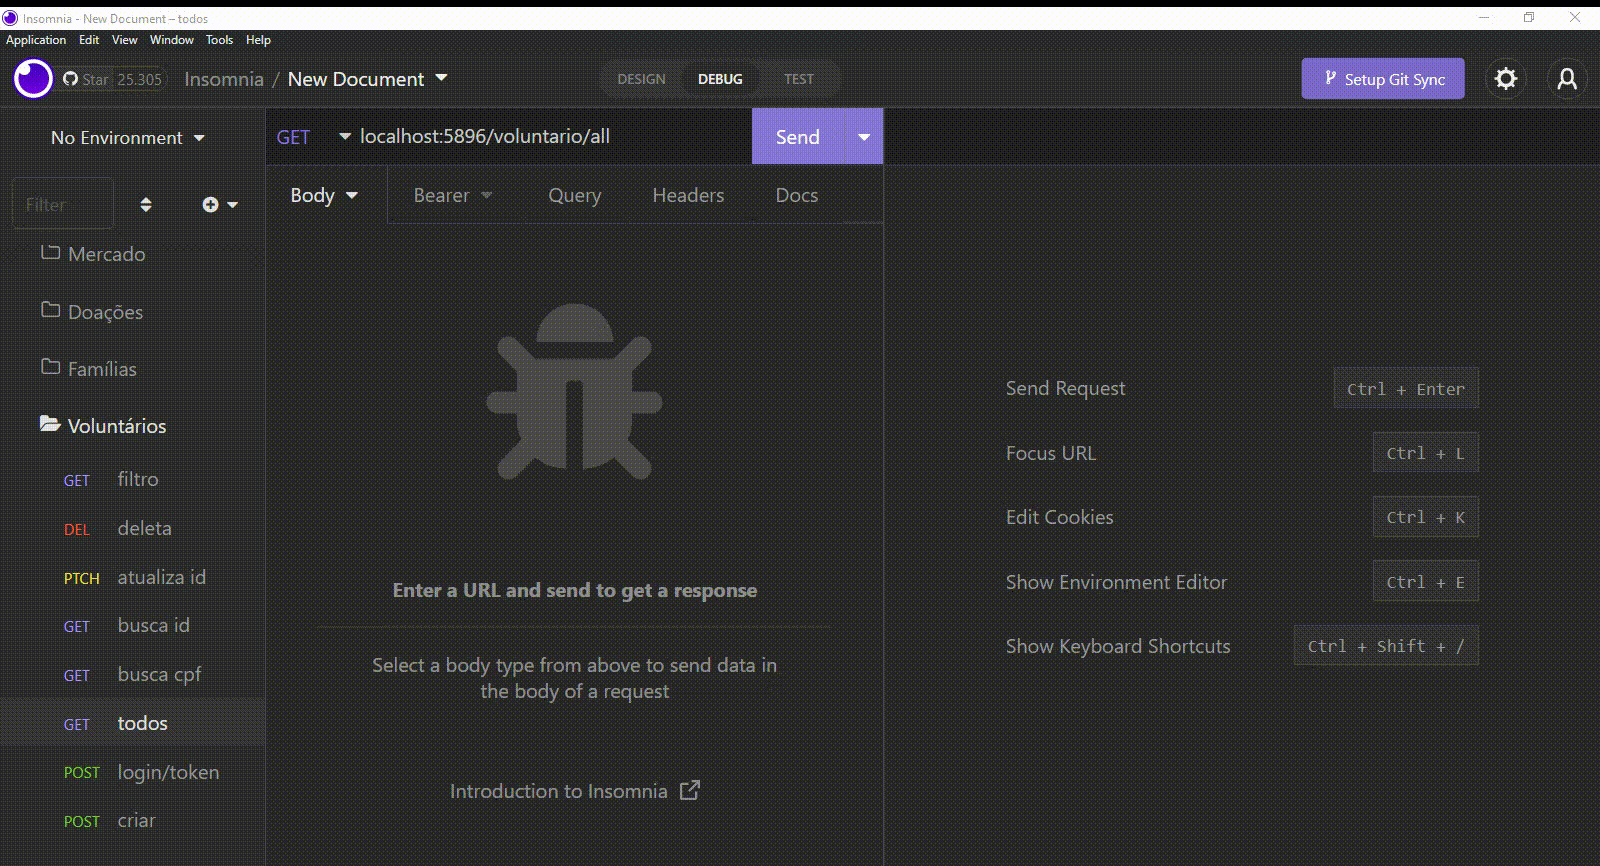 Insomnia - New Document – todos
Application Edit View Window Tools Help
Star 25.305
Insomnia / New Document
DESIGN DEBUG TEST
Setup Git Sync
No Environment
Filter
Mercado
Doações
Famílias
Voluntários
GET filtro
DEL deleta
PTCH atualiza id
GET busca id
GET busca cpf
GET todos
POST login/token
POST criar
GET localhost:5896/voluntario/all Send
Body Bearer Query Headers Docs
Enter a URL and send to get a response
Select a body type from above to send data in
the body of a request
Introduction to Insomnia
Send Request Ctrl + Enter
Focus URL Ctrl + L
Edit Cookies Ctrl + K
Show Environment Editor Ctrl + E
Show Keyboard Shortcuts Ctrl + Shift + /